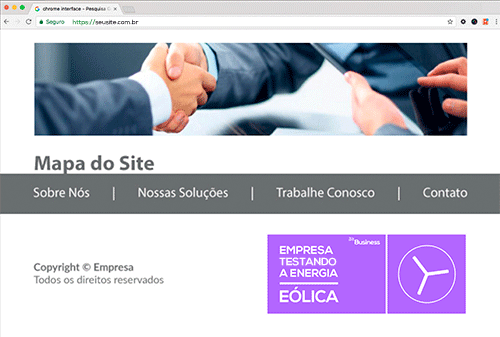 chrome interface - Pesquisa G
Seguro
https://seusite.com.br
Mapa do Site
Sobre Nós | Nossas Soluções | Trabalhe Conosco | Contato
Copyright © Empresa
Todos os direitos reservados
Business
EMPRESA
TESTANDO
A ENERGIA
EÓLICA